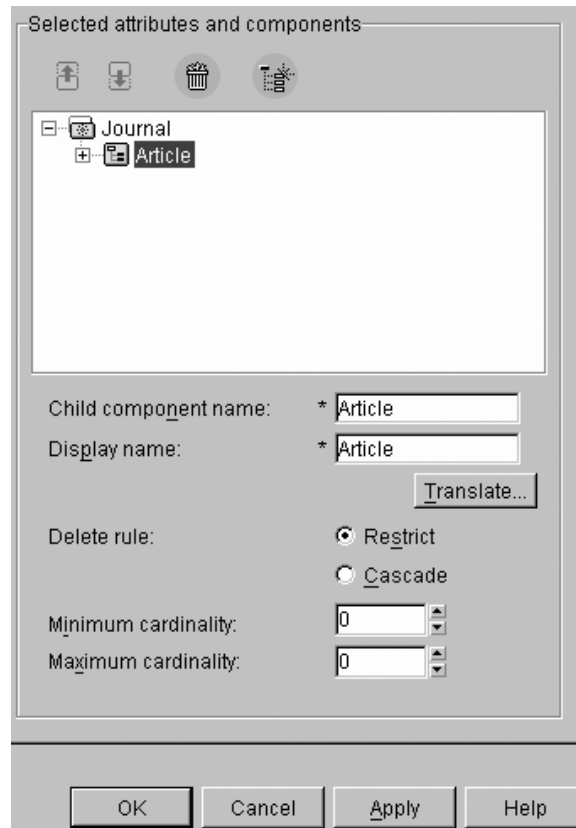 Selected attributes and components
Journal
Article
Child component name: * Article
Display name: * Article
Translate...
Delete rule: Restrict
Cascade
Minimum cardinality: 0
Maximum cardinality: 0
OK Cancel Apply Help